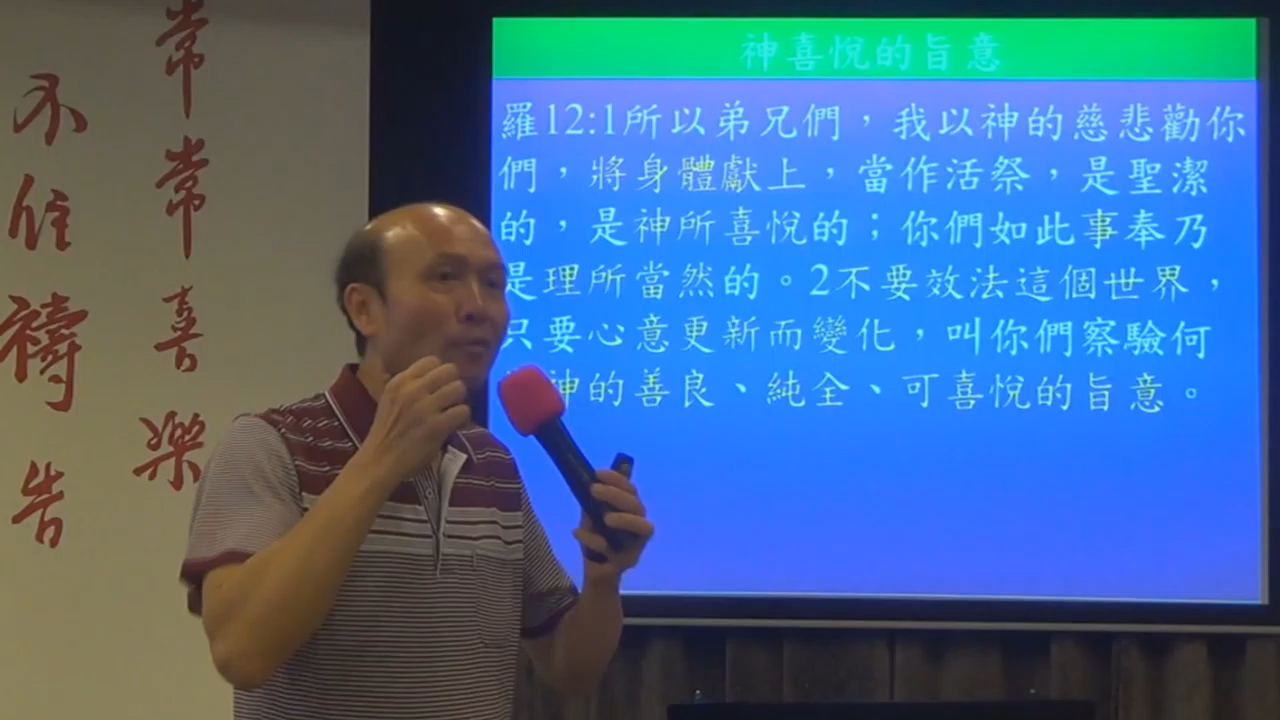 常常喜樂
不住禱告
神喜悅的旨意
羅12:1所以弟兄們，我以神的慈悲勸你
們，將身體獻上，當作活祭，是聖潔
的，是神所喜悅的；你們如此事奉乃
是理所當然的。2不要效法這個世界，
只要心意更新而變化，叫你們察驗何
神的善良、純全、可喜悅的旨意。